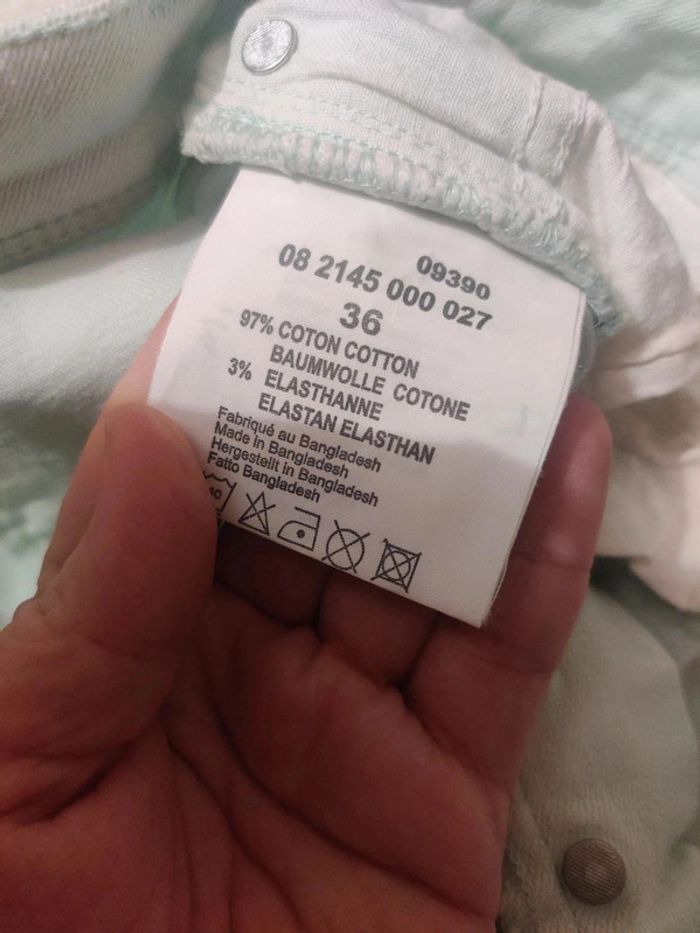 09390
08 2145 000 027
36
97% COTON COTTON
BAUMWOLLE COTONE
3% ELASTHANNE
ELASTAN ELASTHAN
Fabriqué au Bangladesh
Made in Bangladesh
Hergestellt in Bangladesh
Fatto Bangladesh
40